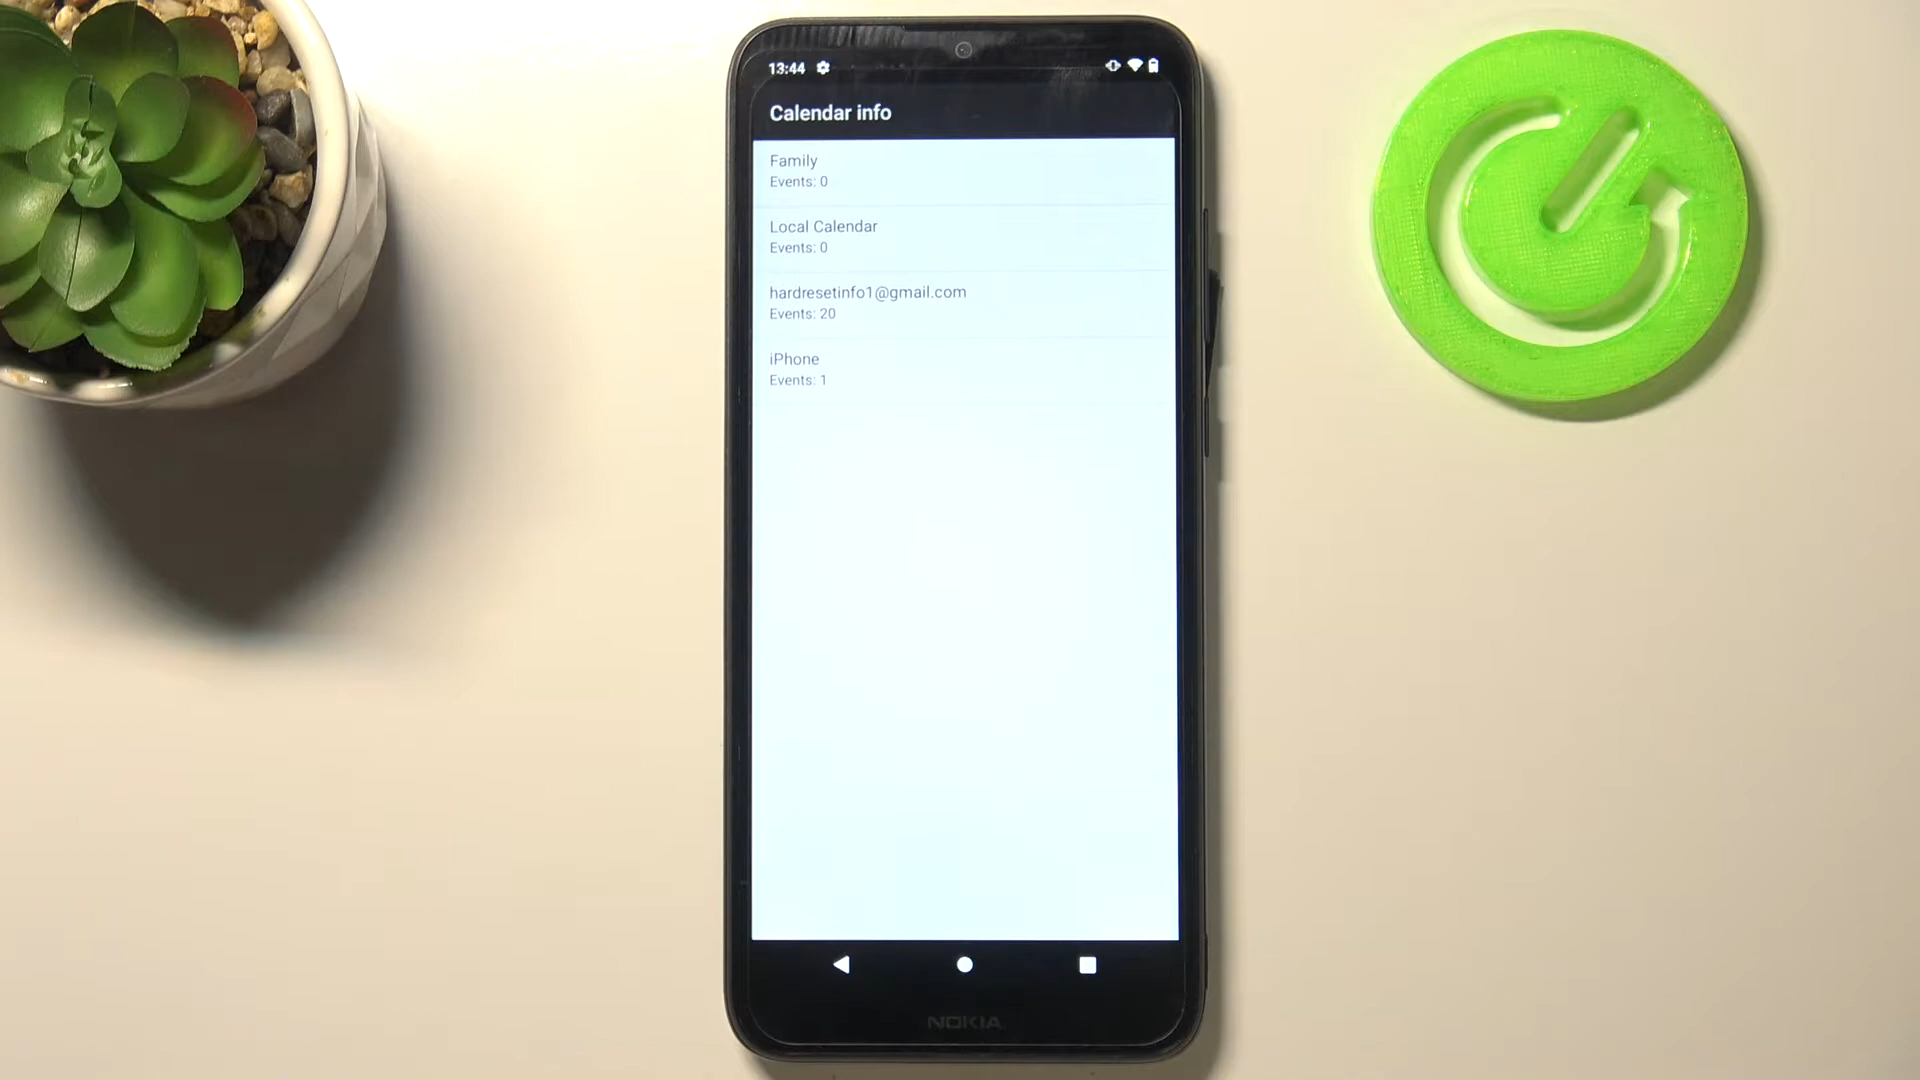 13:44
Calendar info
Family
Events: 0
Local Calendar
Events: 0
hardresetinfo1@gmail.com
Events: 20
iPhone
Events: 1
NOKIA